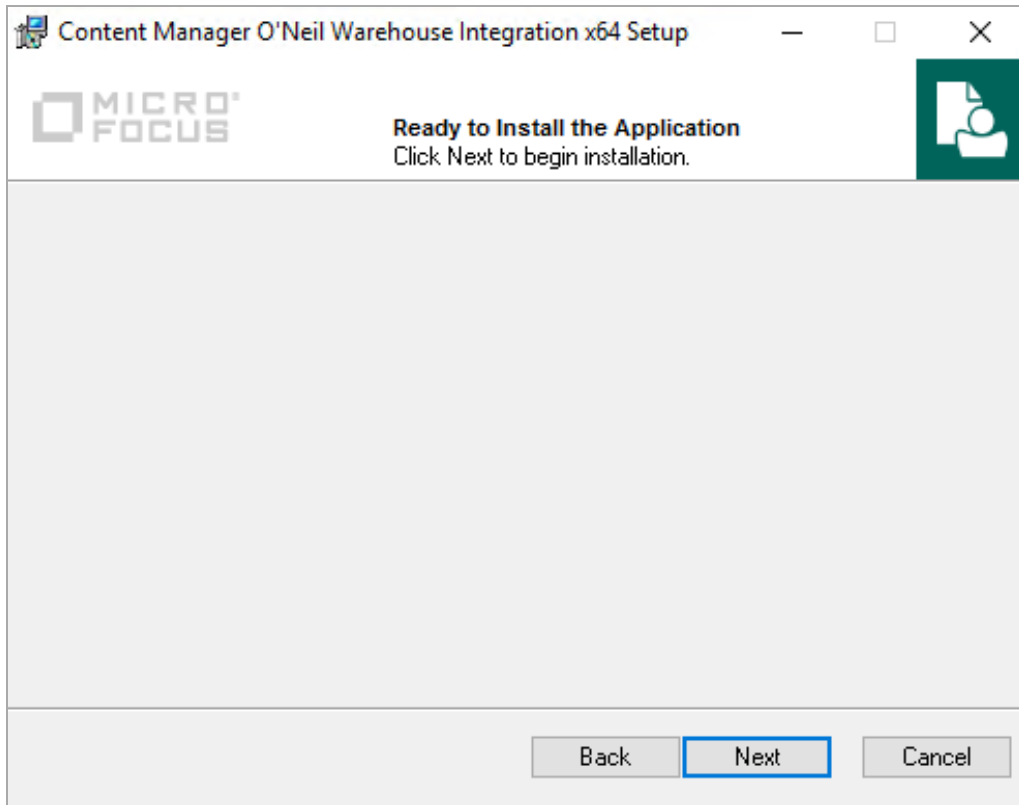 Content Manager O'Neil Warehouse Integration x64 Setup
MICRO
FOCUS
Ready to Install the Application
Click Next to begin installation.
Back
Next
Cancel